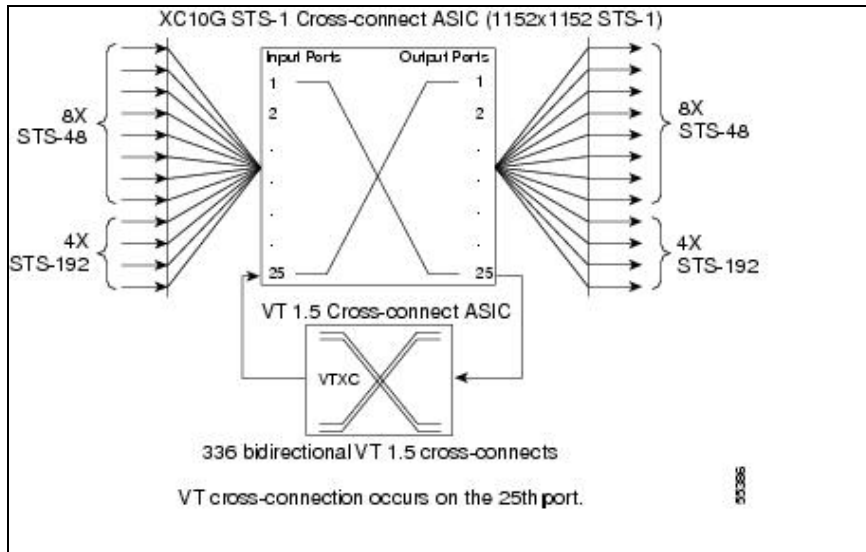 XC10G STS-1 Cross-connect ASIC (1152x1152 STS-1)
Input Ports Output Ports
1 1
2 2
. .
. .
. .
. .
. .
25 25
8X
STS-48
4X
STS-192
8X
STS-48
4X
STS-192
VT 1.5 Cross-connect ASIC
VTXC
336 bidirectional VT 1.5 cross-connects
VT cross-connection occurs on the 25th port.
55386